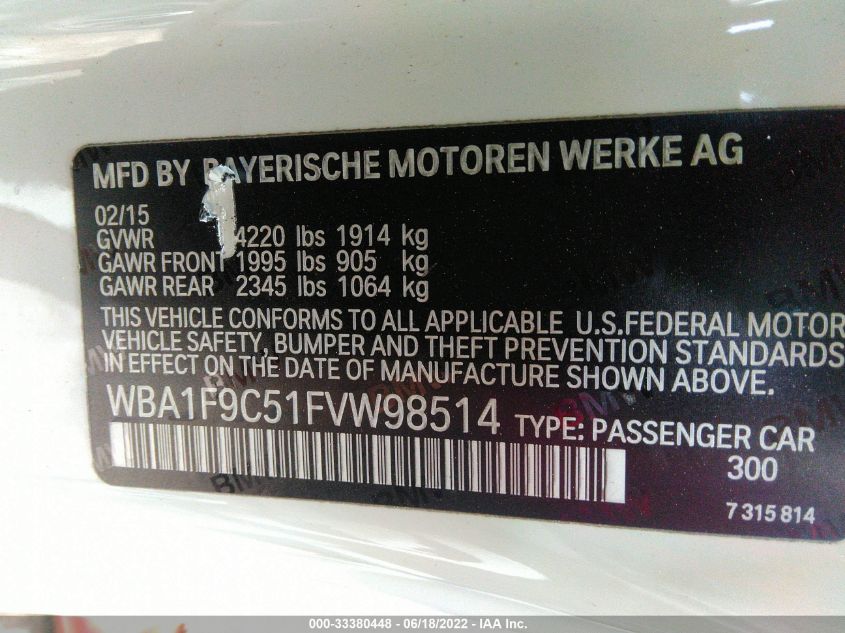 MFD BY BAYERISCHE MOTOREN WERKE AG
02/15
GVWR 4220 lbs 1914 kg
GAWR FRONT 1995 lbs 905 kg
GAWR REAR 2345 lbs 1064 kg
THIS VEHICLE CONFORMS TO ALL APPLICABLE U.S.FEDERAL MOTOR
VEHICLE SAFETY, BUMPER AND THEFT PREVENTION STANDARDS
IN EFFECT ON THE DATE OF MANUFACTURE SHOWN ABOVE.
WBA1F9C51FVW98514 TYPE: PASSENGER CAR
300
7 315 814
000-33380448 - 06/18/2022 - IAA Inc.